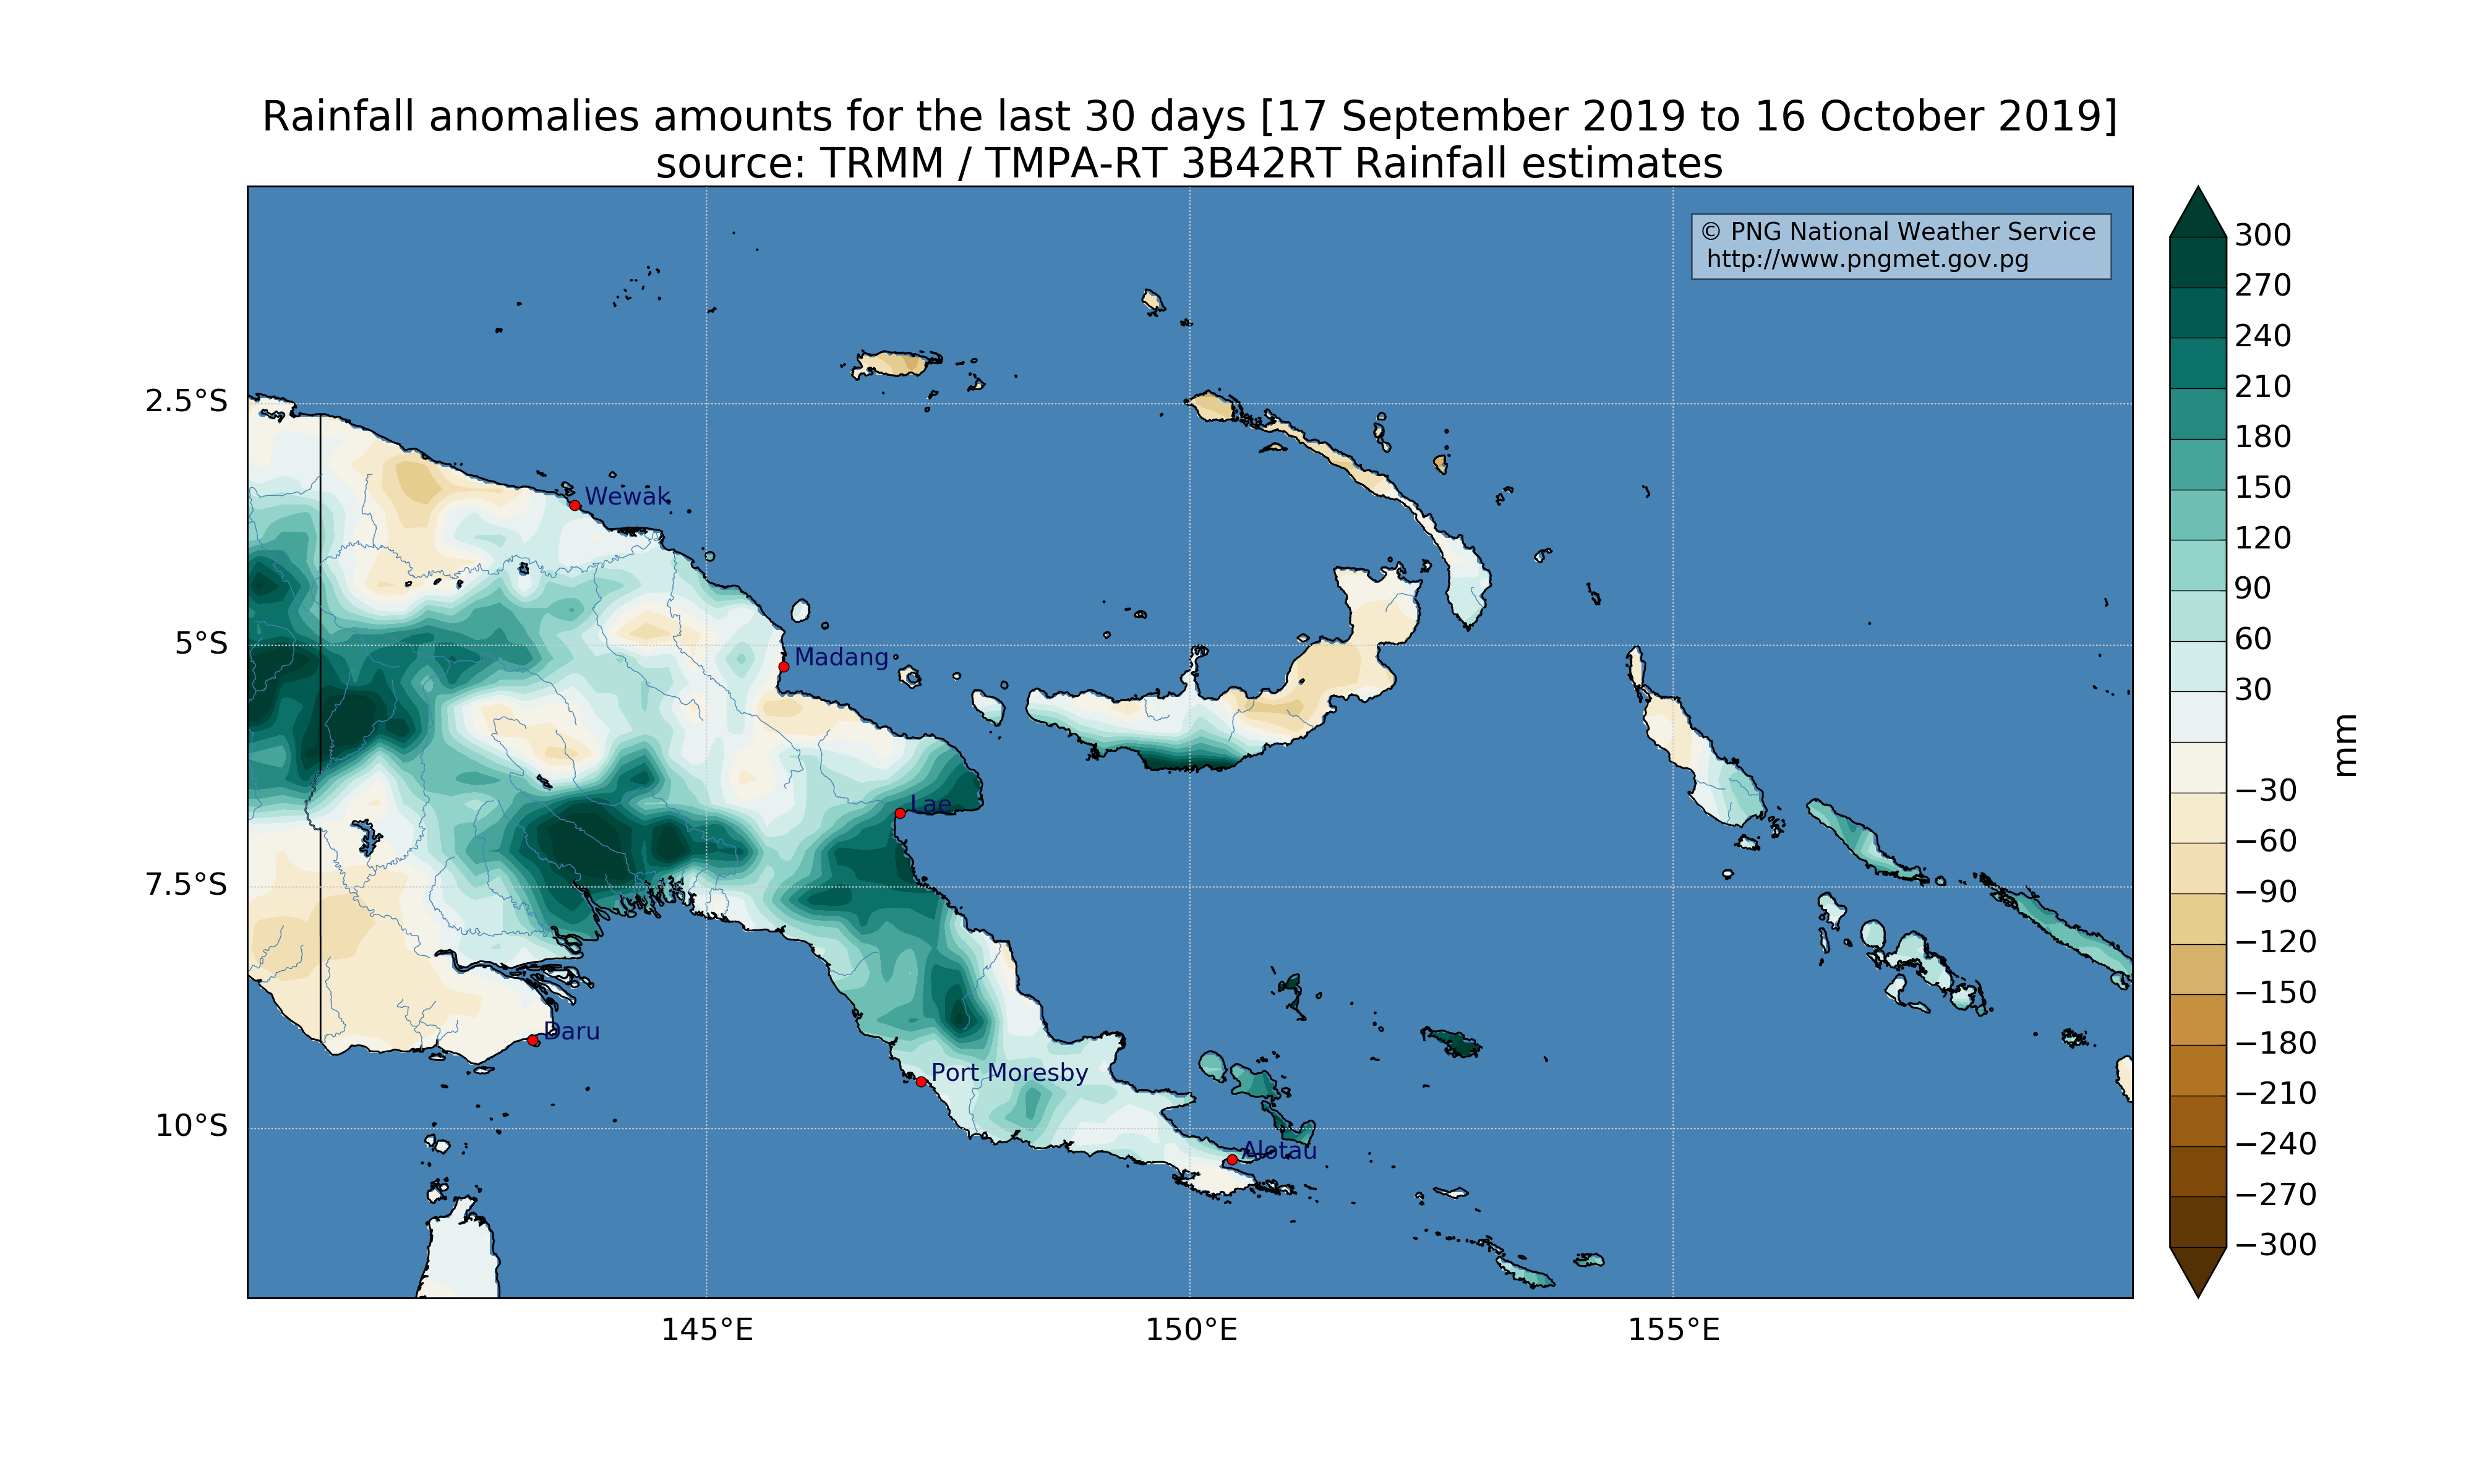 Rainfall anomalies amounts for the last 30 days [17 September 2019 to 16 October 2019]
source: TRMM / TMPA-RT 3B42RT Rainfall estimates
© PNG National Weather Service
http://www.pngmet.gov.pg
2.5°S
5°S
7.5°S
10°S
145°E
150°E
155°E
Wewak
Madang
Lae
Daru
Port Moresby
Alotau
300
270
240
210
180
150
120
90
60
30
−30
−60
−90
−120
−150
−180
−210
−240
−270
−300
mm